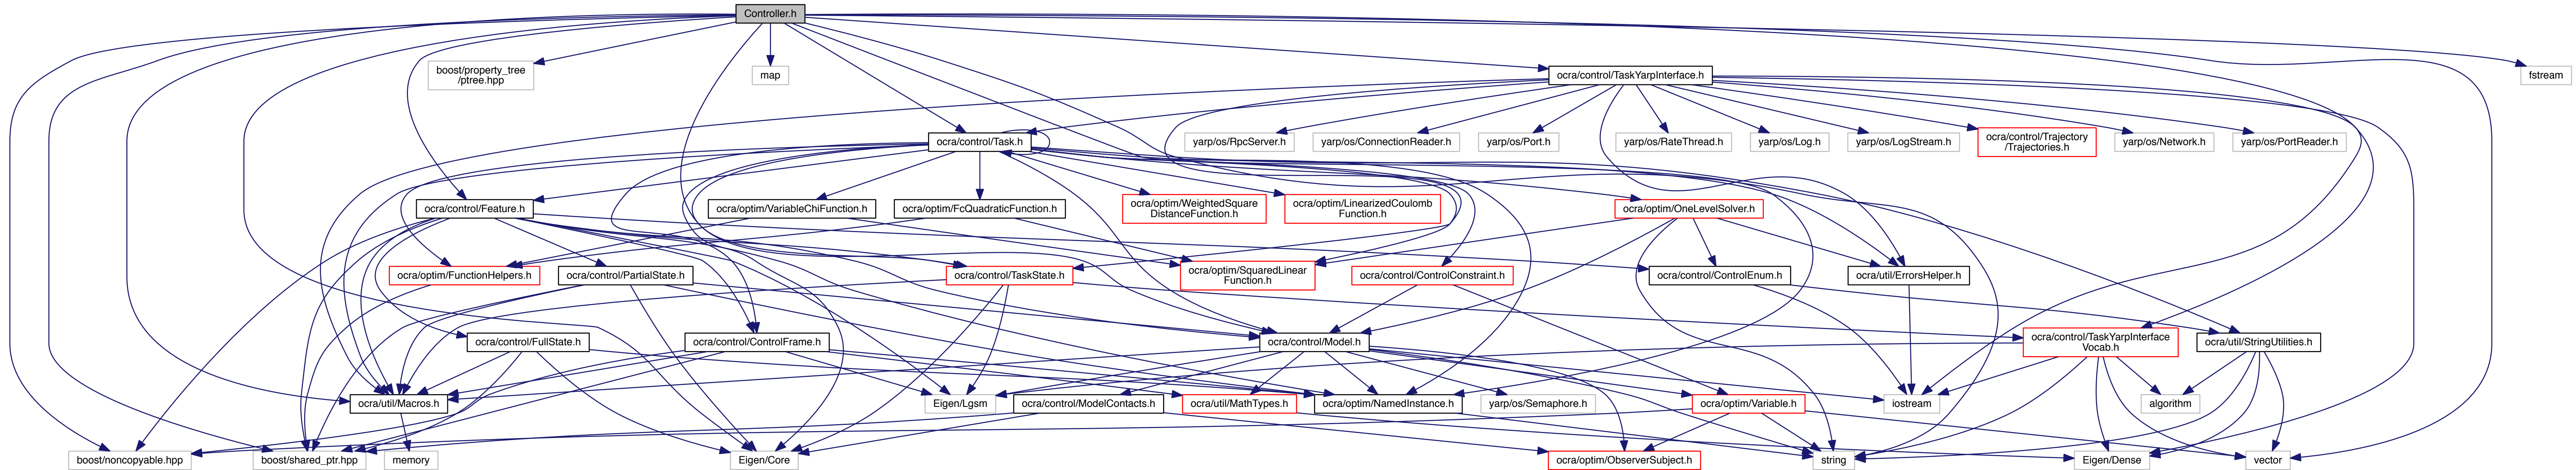 Controller.h
boost/property_tree
/ptree.hpp
map
ocra/control/TaskYarpInterface.h
fstream
ocra/control/Task.h
yarp/os/RpcServer.h
yarp/os/ConnectionReader.h
yarp/os/Port.h
yarp/os/RateThread.h
yarp/os/Log.h
yarp/os/LogStream.h
ocra/control/Trajectory
/Trajectories.h
yarp/os/Network.h
yarp/os/PortReader.h
ocra/control/Feature.h
ocra/optim/VariableChiFunction.h
ocra/optim/FcQuadraticFunction.h
ocra/optim/WeightedSquare
DistanceFunction.h
ocra/optim/LinearizedCoulomb
Function.h
ocra/optim/OneLevelSolver.h
ocra/optim/FunctionHelpers.h
ocra/control/PartialState.h
ocra/control/TaskState.h
ocra/optim/SquaredLinear
Function.h
ocra/control/ControlConstraint.h
ocra/control/ControlEnum.h
ocra/util/ErrorsHelper.h
ocra/control/FullState.h
ocra/control/ControlFrame.h
ocra/control/Model.h
ocra/control/TaskYarpInterface
Vocab.h
ocra/util/StringUtilities.h
ocra/util/Macros.h
Eigen/Lgsm
ocra/control/ModelContacts.h
ocra/util/MathTypes.h
ocra/optim/NamedInstance.h
yarp/os/Semaphore.h
ocra/optim/Variable.h
iostream
algorithm
boost/noncopyable.hpp
boost/shared_ptr.hpp
memory
Eigen/Core
ocra/optim/ObserverSubject.h
string
Eigen/Dense
vector